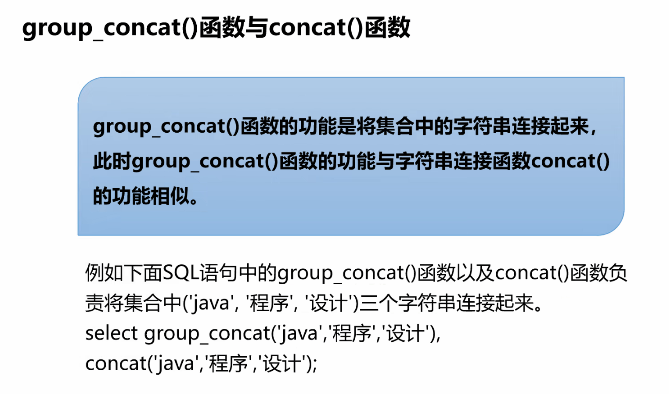 group_concat()函数与concat()函数
group_concat()函数的功能是将集合中的字符串连接起来，
此时group_concat()函数的功能与字符串连接函数concat()
的功能相似。
例如下面SQL语句中的group_concat()函数以及concat()函数负
责将集合中('java', '程序', '设计')三个字符串连接起来。
select group_concat('java','程序','设计'),
concat('java','程序','设计');